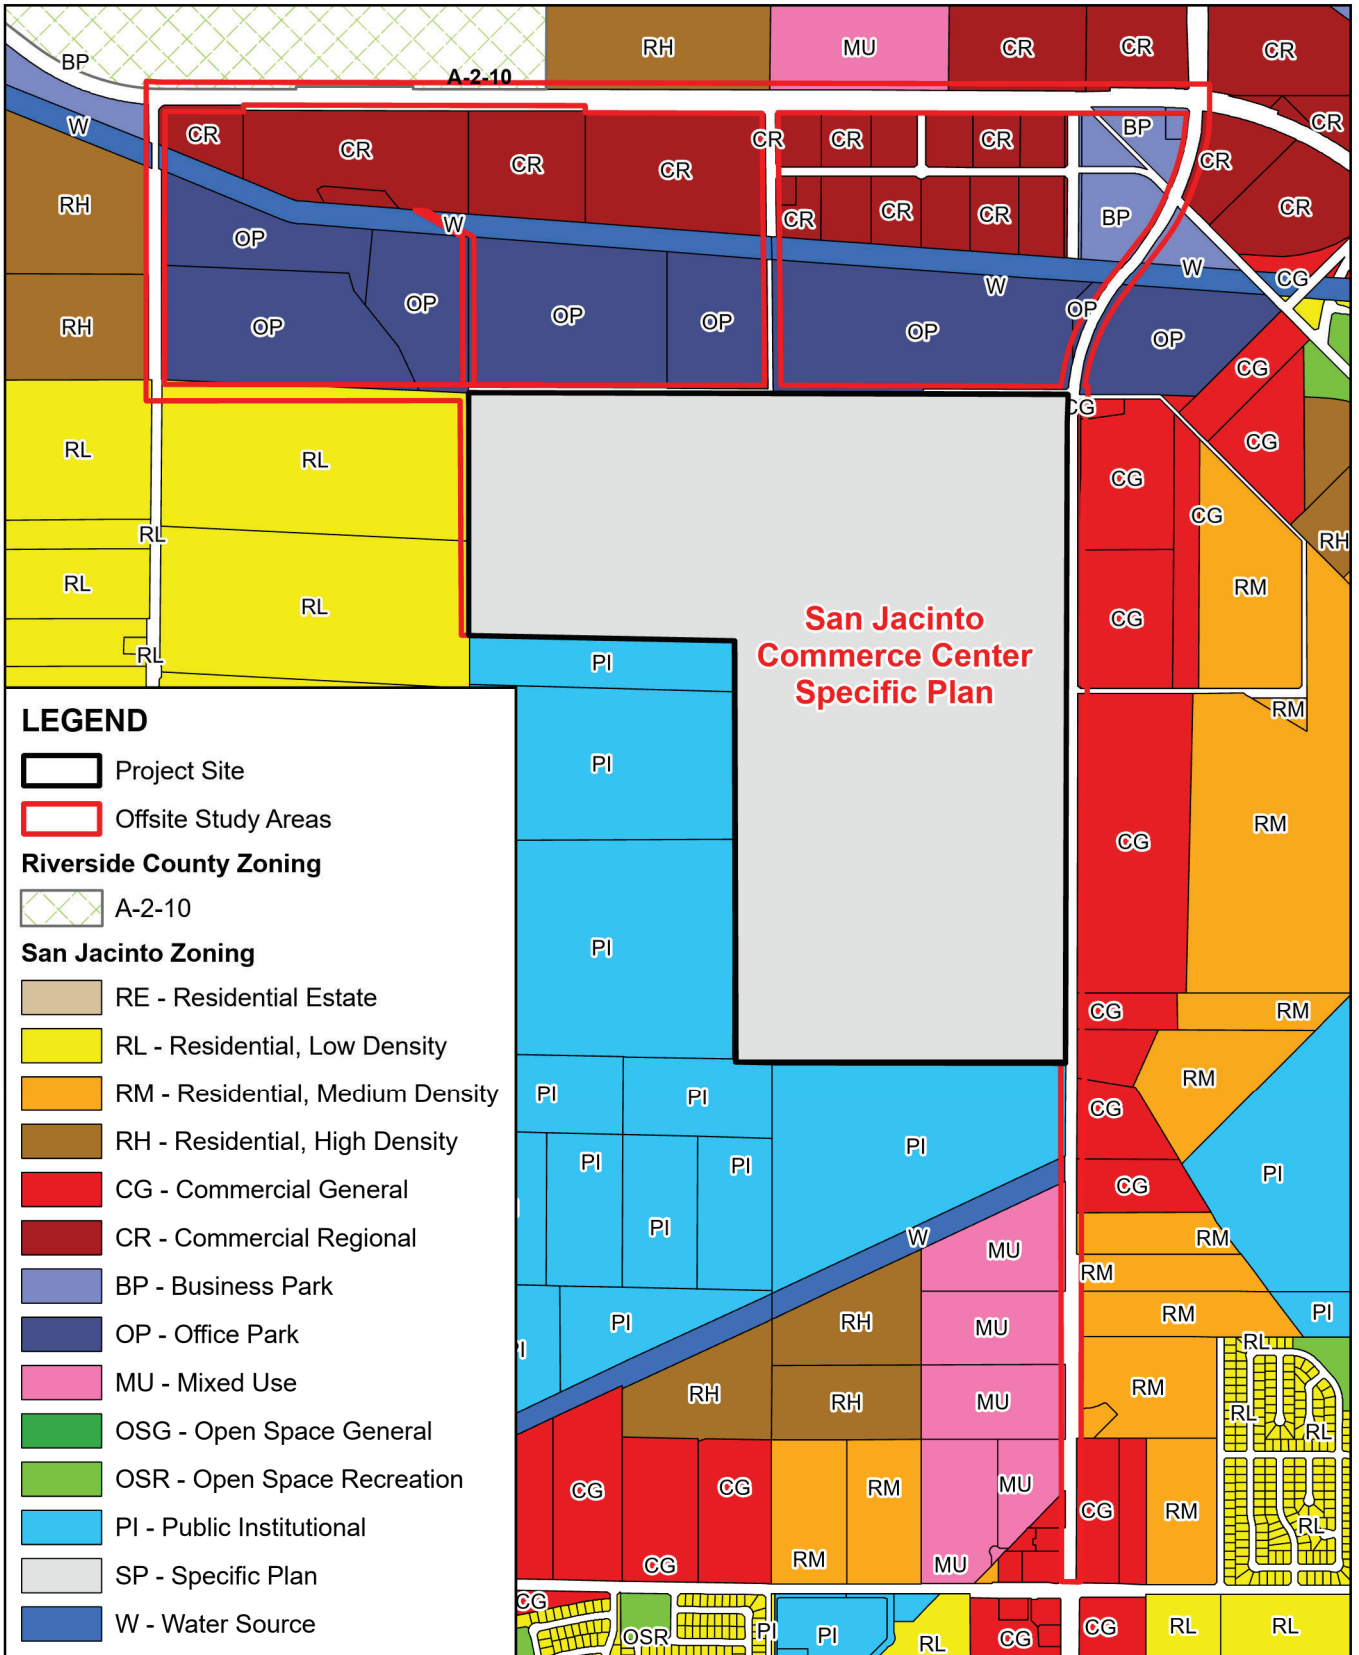 RH
MU
CR
CR
CR
BP
A-2-10
W
CR
CR
CR
CR
CR
CR
CR
BP
CR
CR
RH
OP
W
CR
CR
CR
BP
CR
W
W
CG
OP
OP
OP
OP
OP
OP
OP
RH
OP
CG
CG
RL
RL
CG
CG
CG
RL
RH
RL
RL
RM
CG
San Jacinto
Commerce Center
Specific Plan
RL
PI
RM
PI
CG
RM
PI
CG
RM
PI
PI
RM
CG
PI
PI
PI
PI
CG
PI
PI
W
RM
MU
RM
PI
RH
MU
RM
PI
RL
RH
RH
MU
RM
RL
RL
CG
CG
RM
MU
CG
RM
RL
CG
RM
MU
CG
OSR
PI
PI
RL
CG
CG
RL
RL
LEGEND
Project Site
Offsite Study Areas
Riverside County Zoning
A-2-10
San Jacinto Zoning
RE - Residential Estate
RL - Residential, Low Density
RM - Residential, Medium Density
RH - Residential, High Density
CG - Commercial General
CR - Commercial Regional
BP - Business Park
OP - Office Park
MU - Mixed Use
OSG - Open Space General
OSR - Open Space Recreation
PI - Public Institutional
SP - Specific Plan
W - Water Source